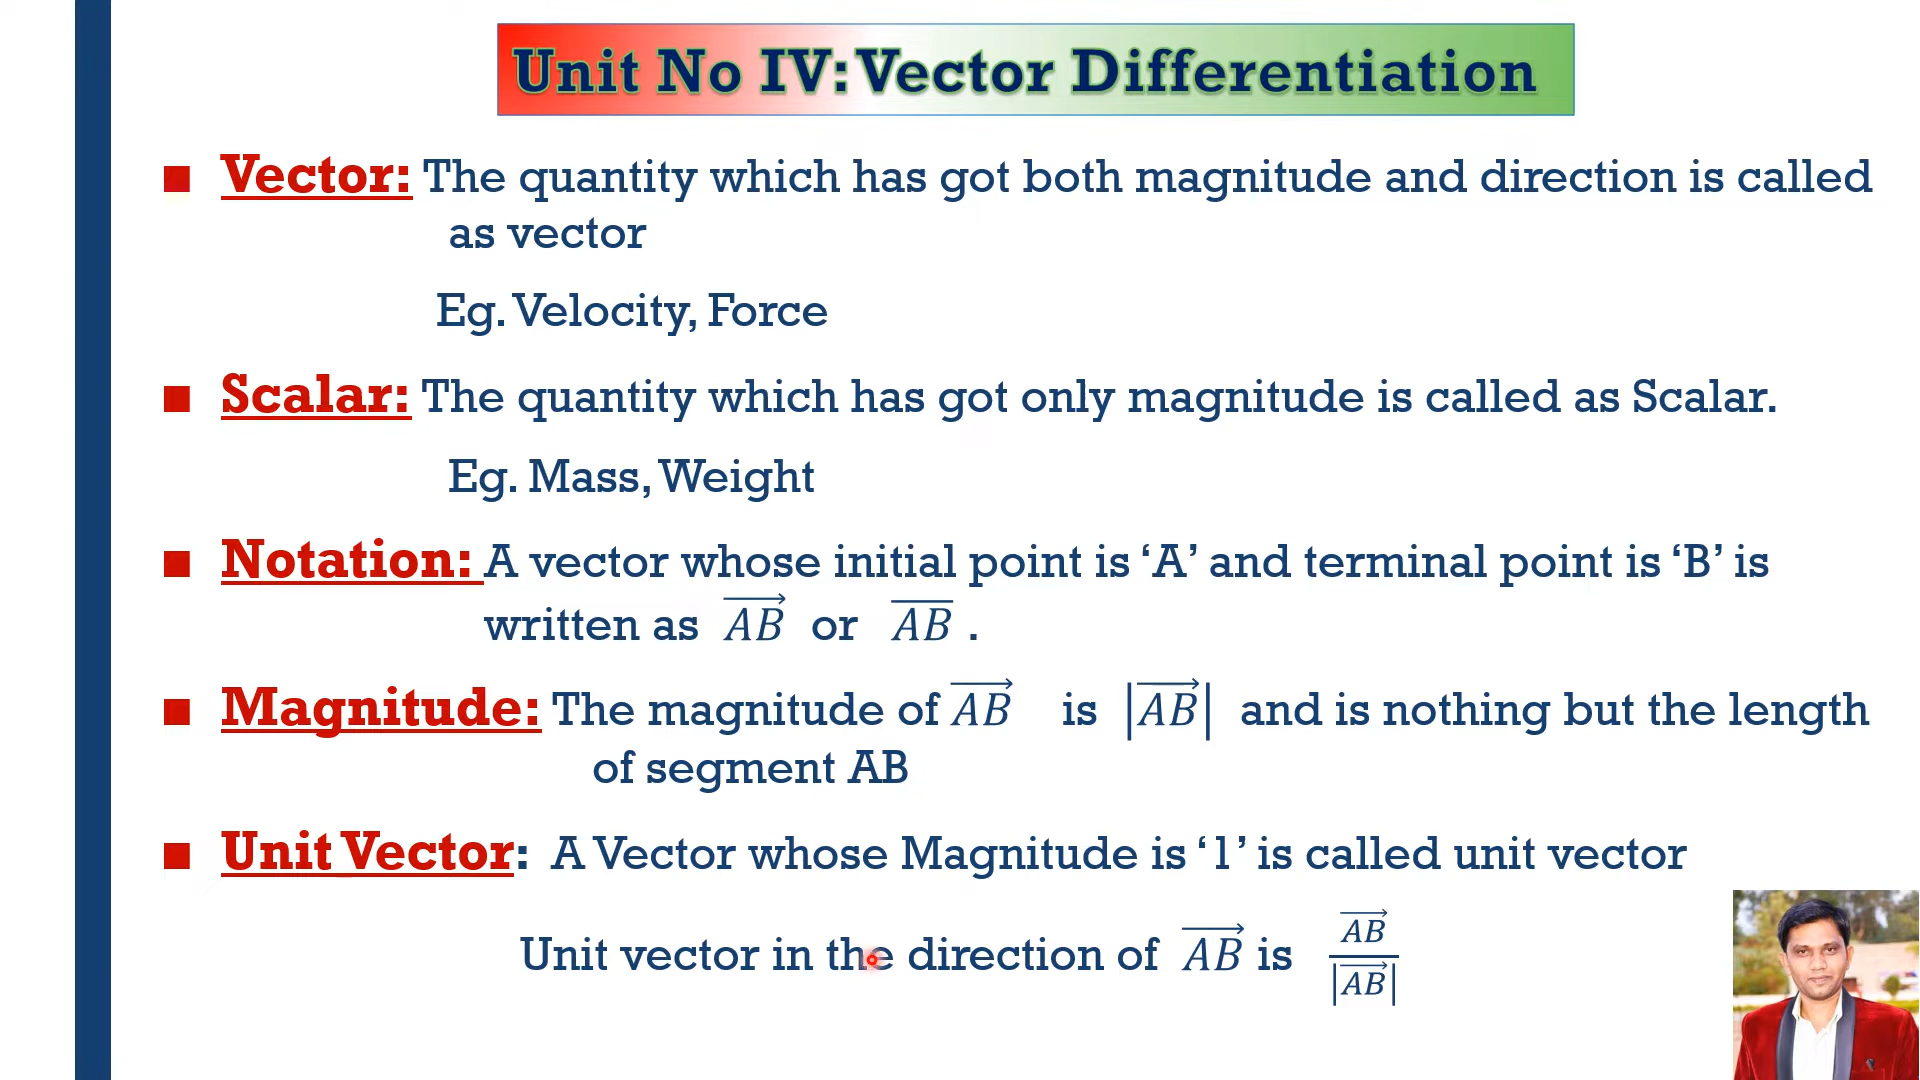 Unit No IV: Vector Differentiation
■ Vector: The quantity which has got both magnitude and direction is called
as vector
Eg. Velocity, Force
■ Scalar: The quantity which has got only magnitude is called as Scalar.
Eg. Mass, Weight
■ Notation: A vector whose initial point is ‘A’ and terminal point is ‘B’ is
written as $\overrightarrow{AB}$ or $\overline{AB}$ .
■ Magnitude: The magnitude of $\overrightarrow{AB}$ is $|\overrightarrow{AB}|$ and is nothing but the length
of segment AB
■ Unit Vector: A Vector whose Magnitude is ‘1’ is called unit vector
Unit vector in the direction of $\overrightarrow{AB}$ is $\frac{\overrightarrow{AB}}{|\overrightarrow{AB}|}$